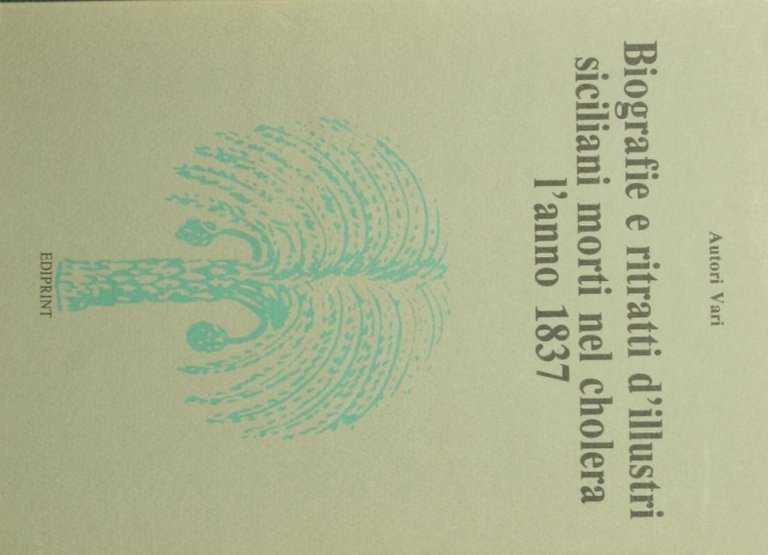 Autori Vari
Biografie e ritratti d'illustri
siciliani morti nel cholera
l'anno 1837
EDIPRINT